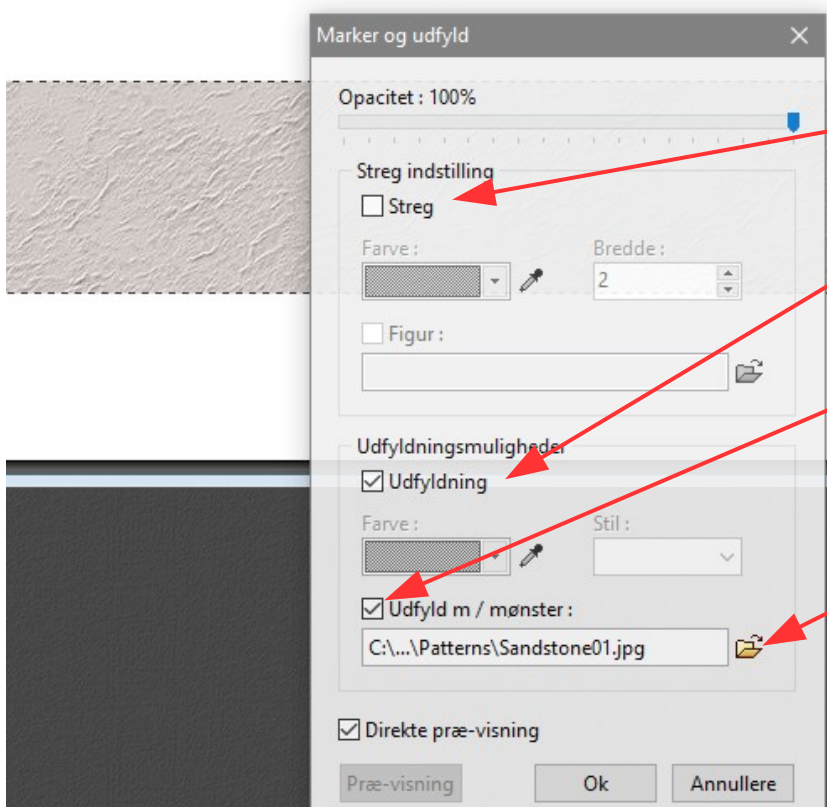 Marker og udfyld
Opacitet : 100%
Streg indstilling
Streg
Farve : Bredde :
2
Figur :
Udfyldningsmuligheder
Udfyldning
Farve : Stil :
Udfyld m / mønster :
C:\...\Patterns\Sandstone01.jpg
Direkte præ-visning
Præ-visning Ok Annullere